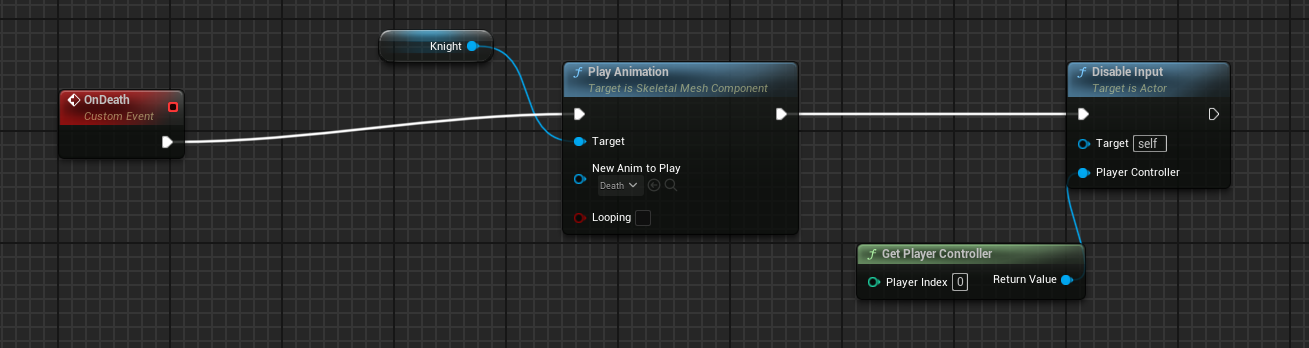 Knight
OnDeath
Custom Event
Play Animation
Target is Skeletal Mesh Component
Target
New Anim to Play
Death
Looping
Disable Input
Target is Actor
Target self
Player Controller
Get Player Controller
Player Index 0 Return Value